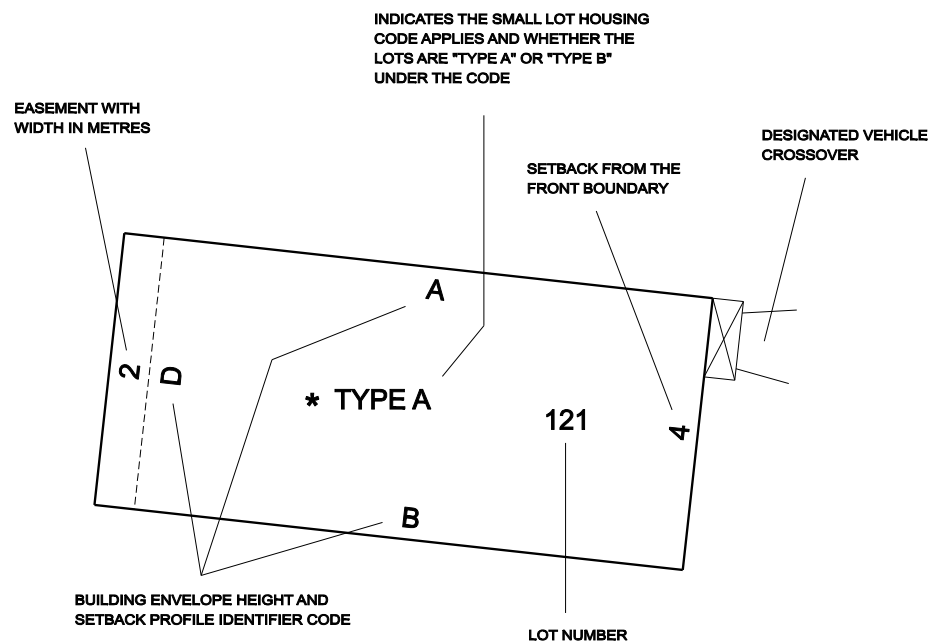 INDICATES THE SMALL LOT HOUSING
CODE APPLIES AND WHETHER THE
LOTS ARE "TYPE A" OR "TYPE B"
UNDER THE CODE
EASEMENT WITH
WIDTH IN METRES
DESIGNATED VEHICLE
CROSSOVER
SETBACK FROM THE
FRONT BOUNDARY
A
2
D
* TYPE A
121
4
B
BUILDING ENVELOPE HEIGHT AND
SETBACK PROFILE IDENTIFIER CODE
LOT NUMBER